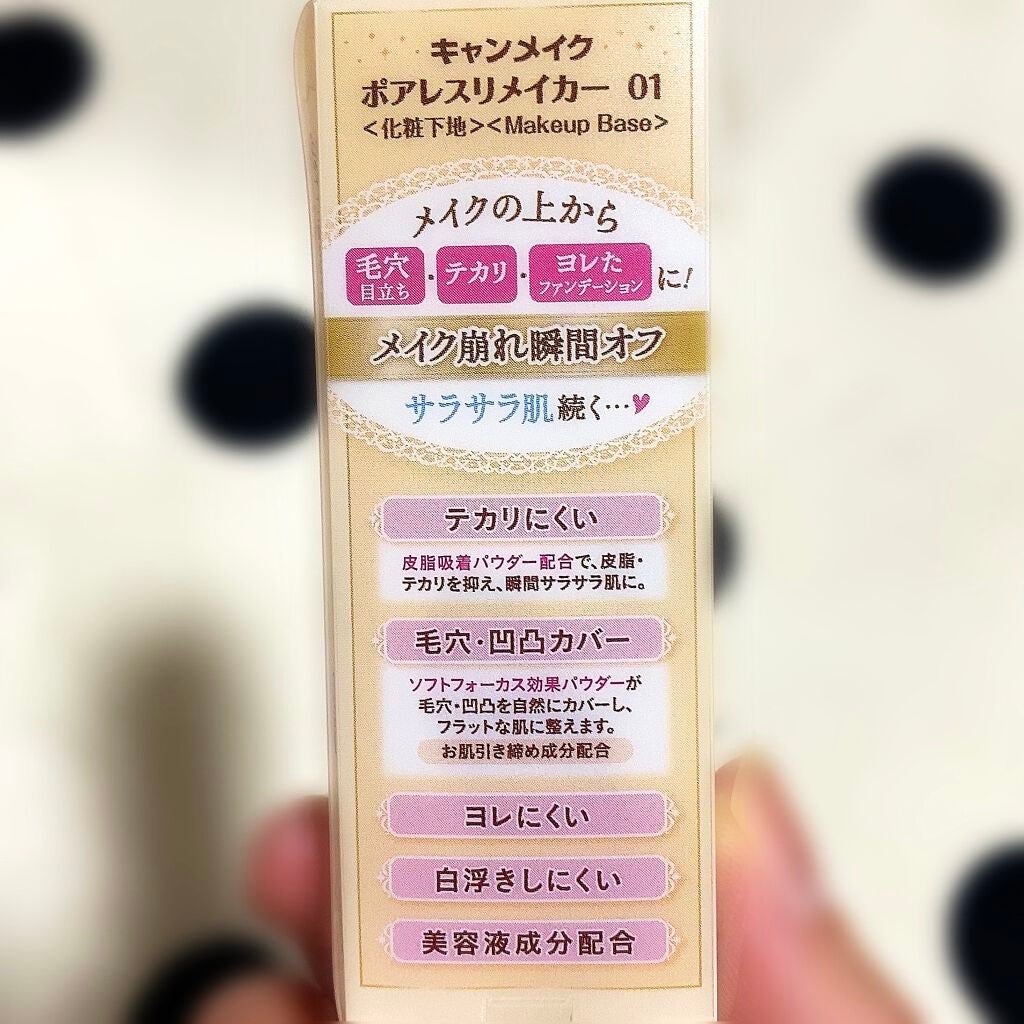 キャンメイク
ポアレスリメイカー 01
<化粧下地><Makeup Base>
メイクの上から
毛穴目立ち・テカリ・ヨレたファンデーションに!
メイク崩れ瞬間オフ
サラサラ肌続く…
テカリにくい
皮脂吸着パウダー配合で、皮脂・
テカリを抑え、瞬間サラサラ肌に。
毛穴・凹凸カバー
ソフトフォーカス効果パウダーが
毛穴・凹凸を自然にカバーし、
フラットな肌に整えます。
お肌引き締め成分配合
ヨレにくい
白浮きしにくい
美容液成分配合